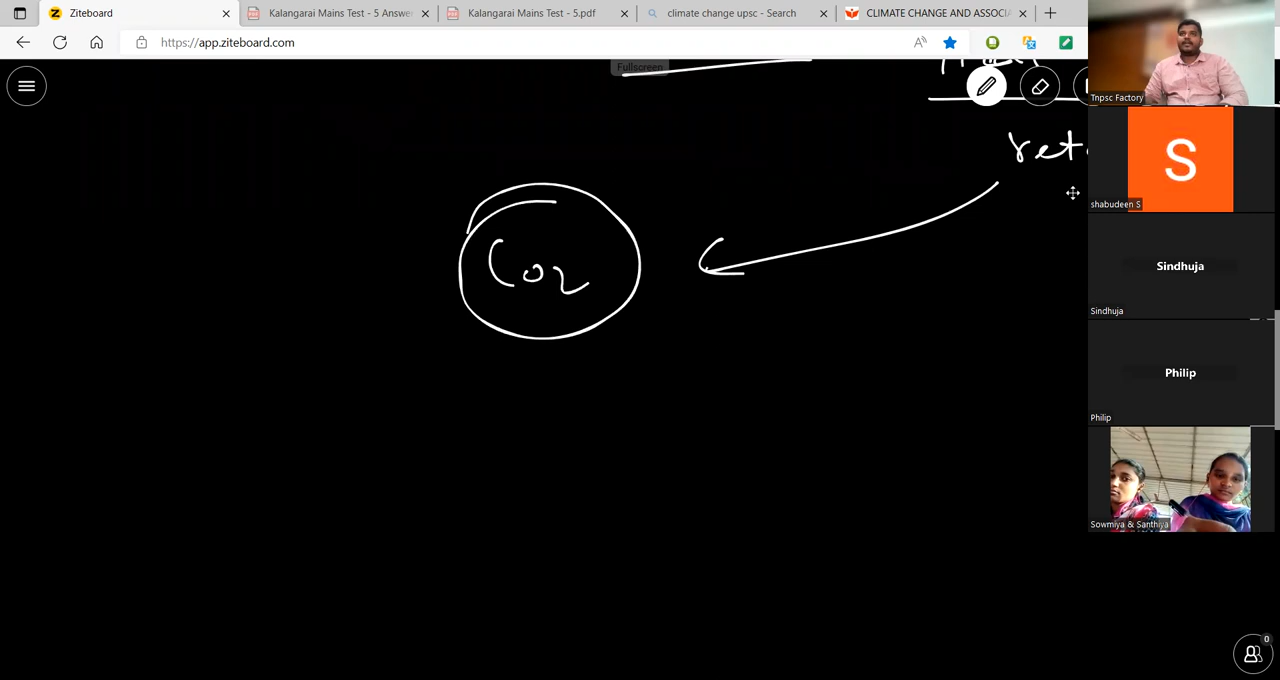 Ziteboard
Kalangarai Mains Test - 5 Answe
Kalangarai Mains Test - 5.pdf
climate change upsc - Search
CLIMATE CHANGE AND ASSOCI
https://app.ziteboard.com
Fullscreen
Tnpsc Factory
ret
Co2
S
shabudeen S
Sindhuja
Sindhuja
Philip
Philip
Sowmiya & Santhiya
0